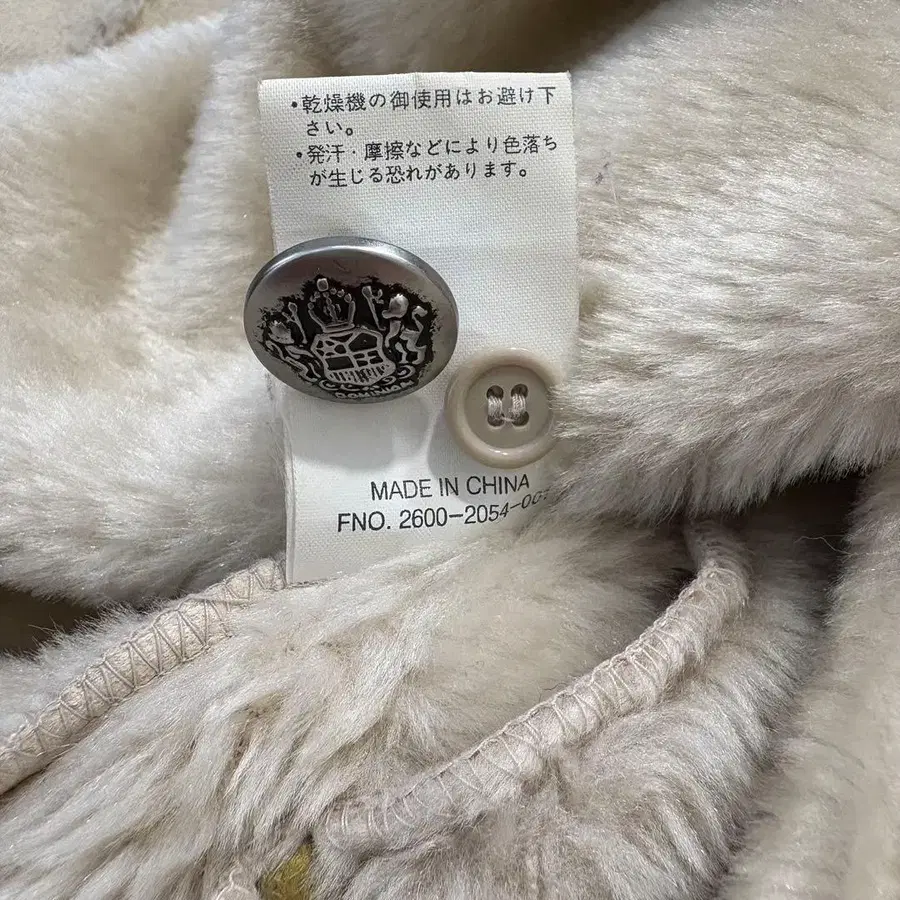 ・乾燥機の御使用はお避け下
さい。
・発汗・摩擦などにより色落ち
が生じる恐れがあります。
MADE IN CHINA
FNO. 2600-2054-